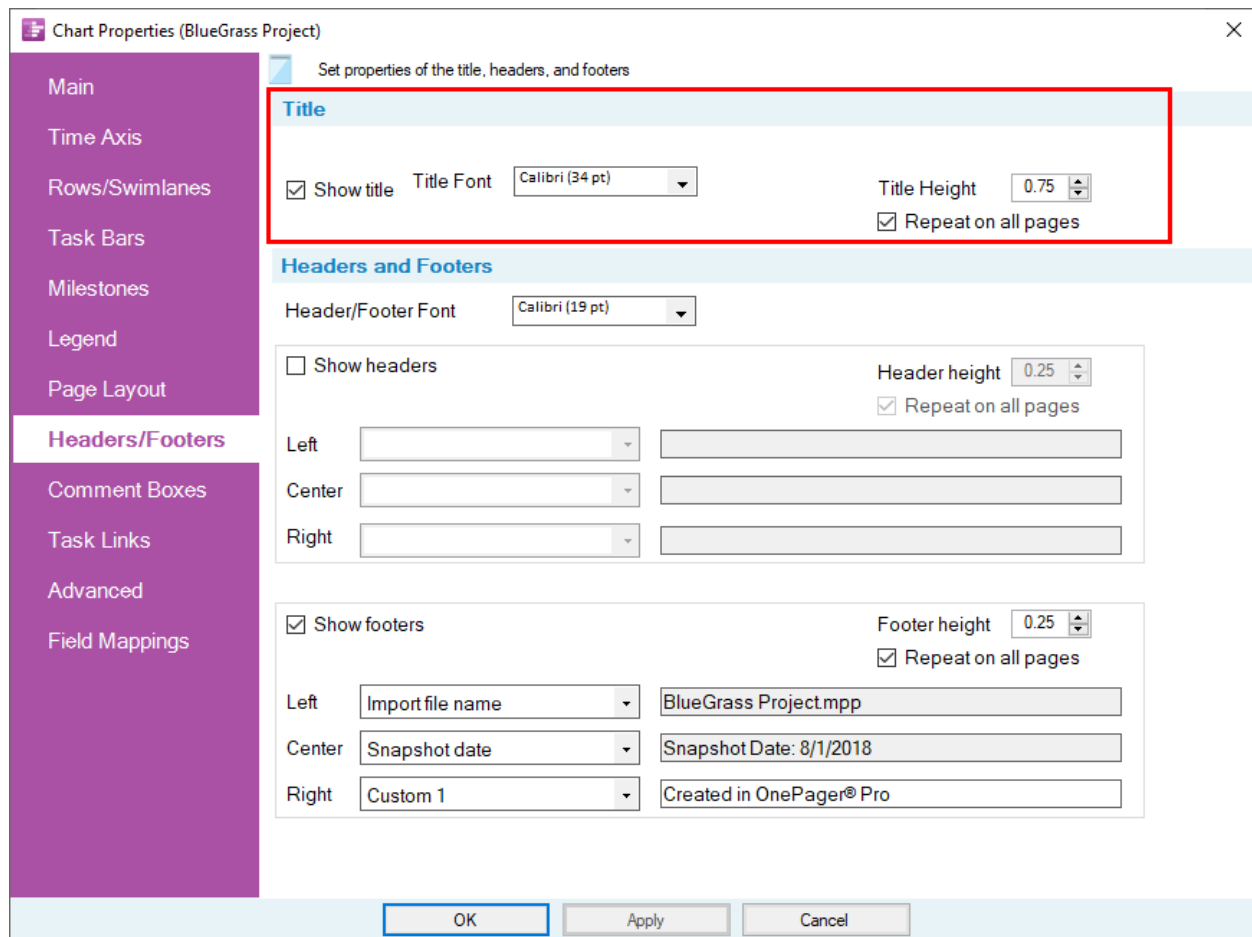 Chart Properties (BlueGrass Project)
Main
Time Axis
Rows/Swimlanes
Task Bars
Milestones
Legend
Page Layout
Headers/Footers
Comment Boxes
Task Links
Advanced
Field Mappings
Set properties of the title, headers, and footers
Title
Show title Title Font Calibri (34 pt) Title Height 0.75
Repeat on all pages
Headers and Footers
Header/Footer Font Calibri (19 pt)
Show headers Header height 0.25
Repeat on all pages
Left
Center
Right
Show footers Footer height 0.25
Repeat on all pages
Left Import file name BlueGrass Project.mpp
Center Snapshot date Snapshot Date: 8/1/2018
Right Custom 1 Created in OnePager® Pro
OK Apply Cancel